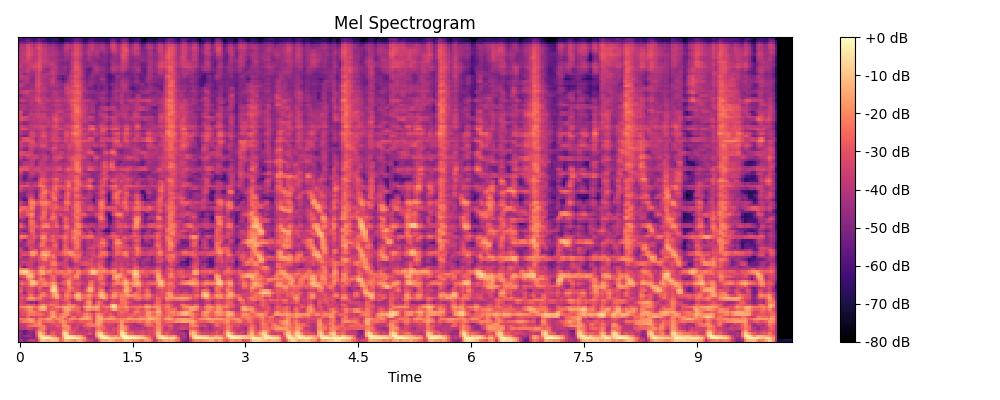 Mel Spectrogram
+0 dB
-10 dB
-20 dB
-30 dB
-40 dB
-50 dB
-60 dB
-70 dB
-80 dB
0 1.5 3 4.5 6 7.5 9
Time